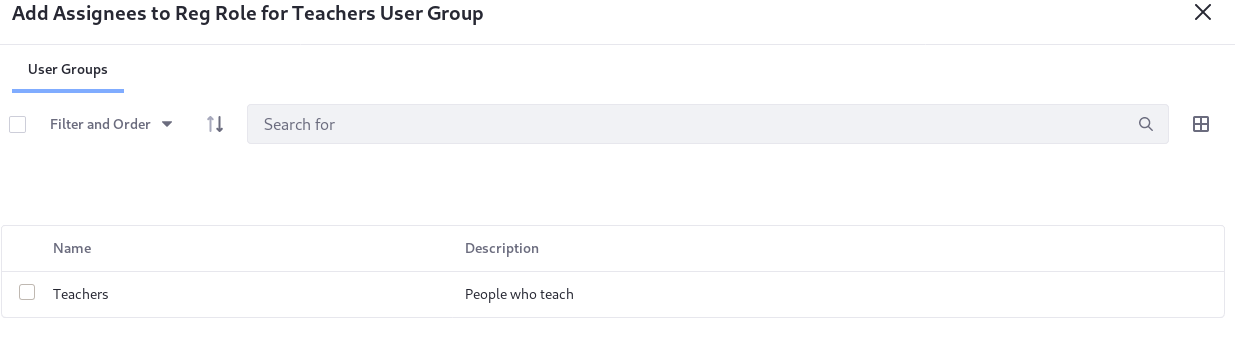 Add Assignees to Reg Role for Teachers User Group
User Groups
Filter and Order
Search for
Name Description
Teachers People who teach